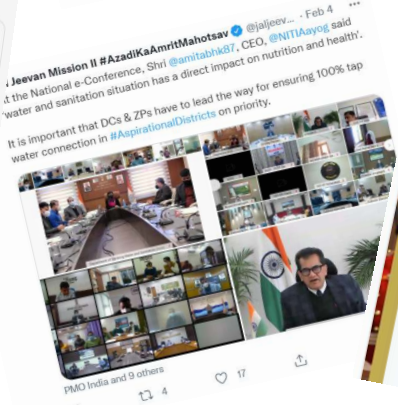 Jeevan Mission II #AzadiKaAmritMahotsav @jaljeev... · Feb 4
the National e-Conference, Shri @amitabhk87, CEO, @NITIAayog said
'water and sanitation situation has a direct impact on nutrition and health'.
It is important that DCs & ZPs have to lead the way for ensuring 100% tap
water connection in #AspirationalDistricts on priority.
PMO India and 9 others
4 17